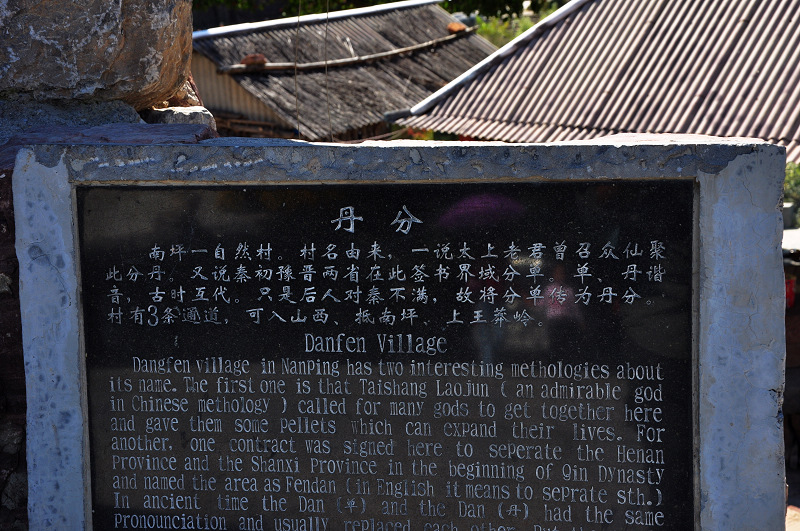 丹分
南坪一自然村。村名由来，一说太上老君曾召众仙聚
此分丹。又说秦初豫晋两省在此签书界域分单，单、丹谐
音，古时互代。只是后人对秦不满，故将分单传为丹分。
村有3条通道，可入山西、抵南坪、上王莽岭。
Danfen Village
Dangfen village in NanPing has two interesting methologies about
its name. The first one is that Taishang Laojun ( an admirable god
in Chinese methology ) called for many gods to get together here
and gave them some pellets which can expand their lives. For
another, one contract was signed here to seperate the Henan
Province and the Shanxi Province in the beginning of Qin Dynasty
and named the area as Fendan (in English it means to seprate sth.)
In ancient time the Dan (单) and the Dan (丹) had the same
Pronounciation and usually replaced each other.